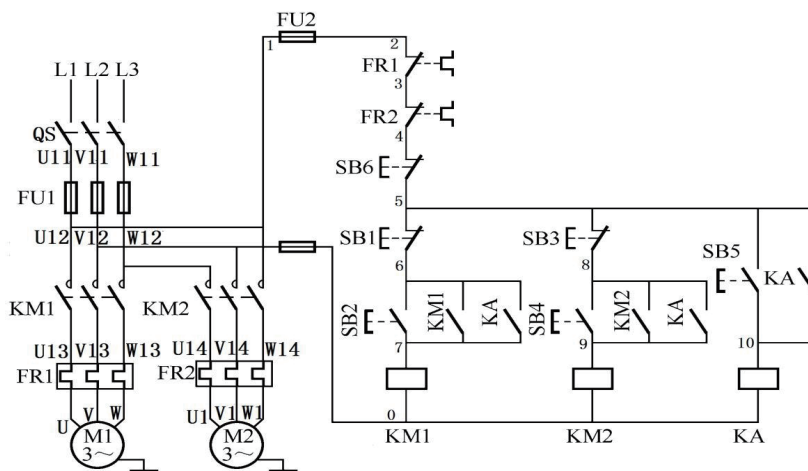 FU2
1
2
FR1
3
L1 L2 L3
FR2
4
QS
U11 V11 W11
SB6
FU1
5
U12 V12 W12
SB1
SB3
SB5
6
8
KA
KM1
KM2
SB2
KM1
KA
SB4
KM2
KA
U13 V13 W13
U14 V14 W14
7
9
10
FR1
FR2
U V W
U1 V1 W1
0
M1
3～
M2
3～
KM1
KM2
KA